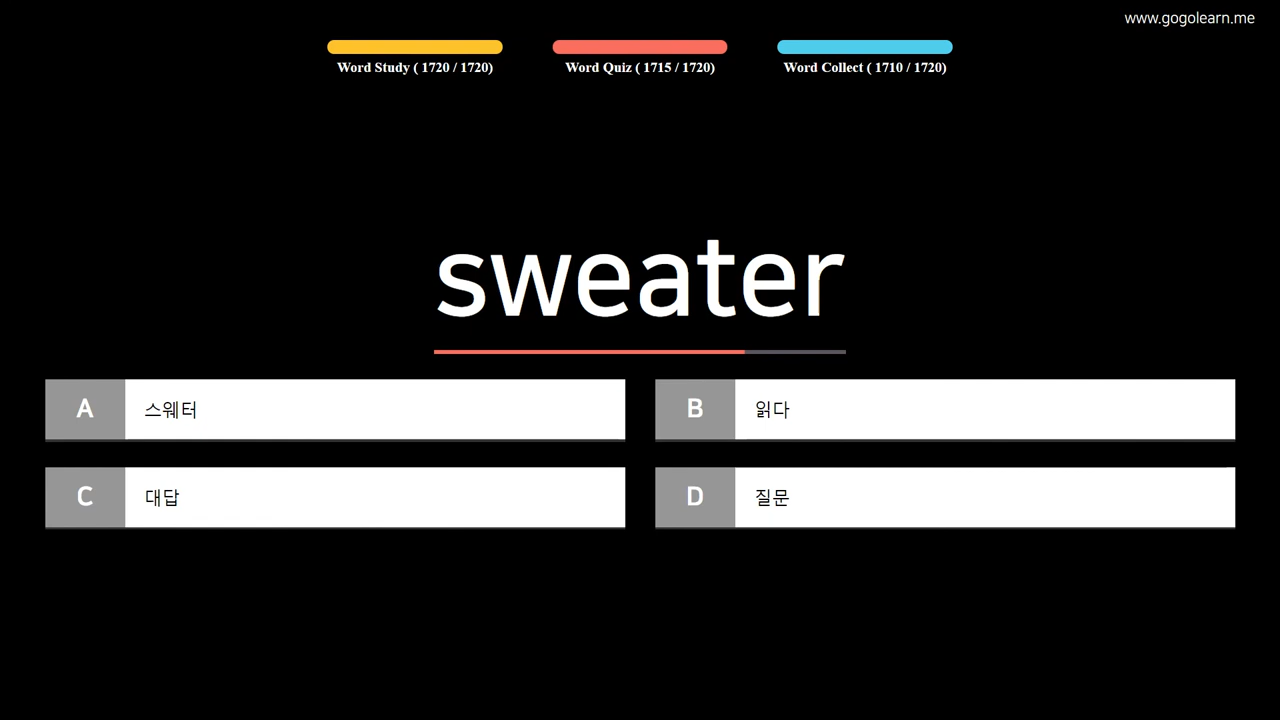 www.gogolearn.me
Word Study ( 1720 / 1720)
Word Quiz ( 1715 / 1720)
Word Collect ( 1710 / 1720)
sweater
A 스웨터
B 읽다
C 대답
D 질문